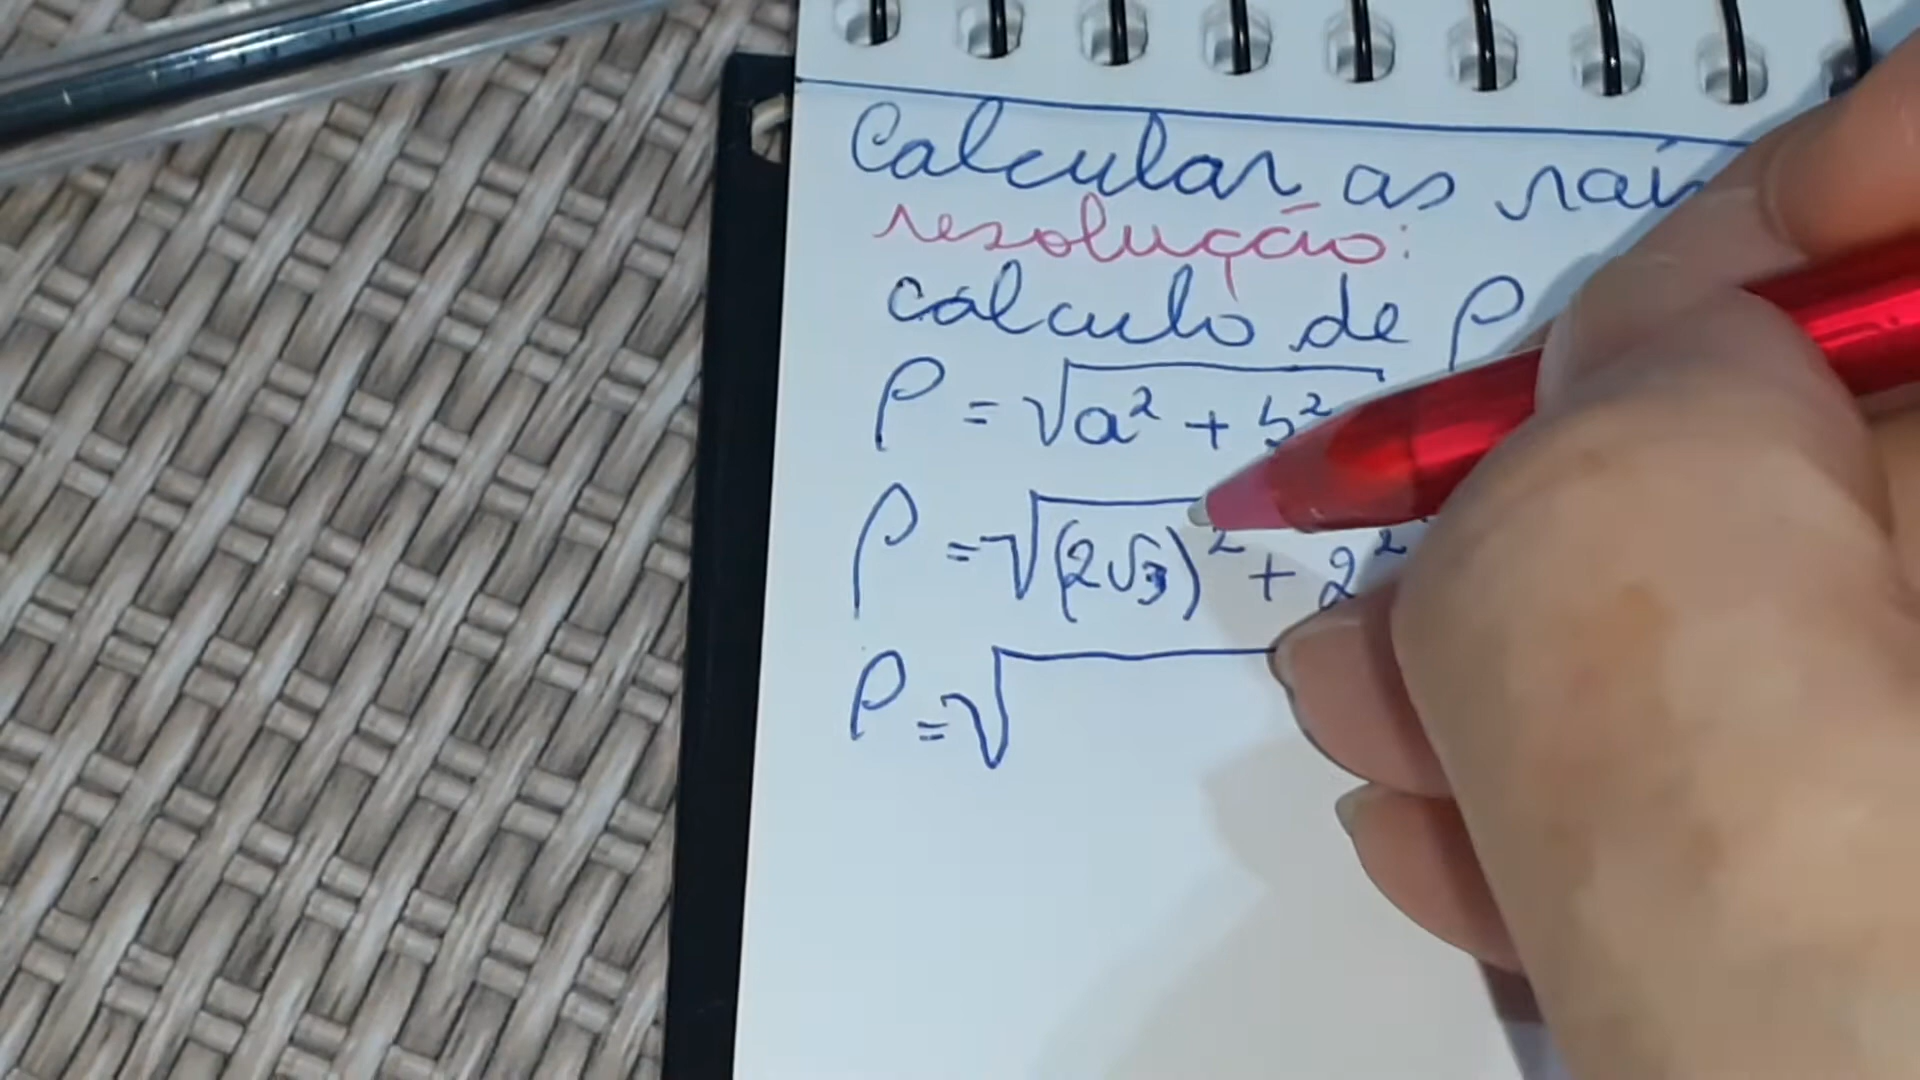 Calcular as raí
resolução:
cálculo de ρ
ρ = √a² + b²
ρ = √(2√3)² + 2²
ρ = √